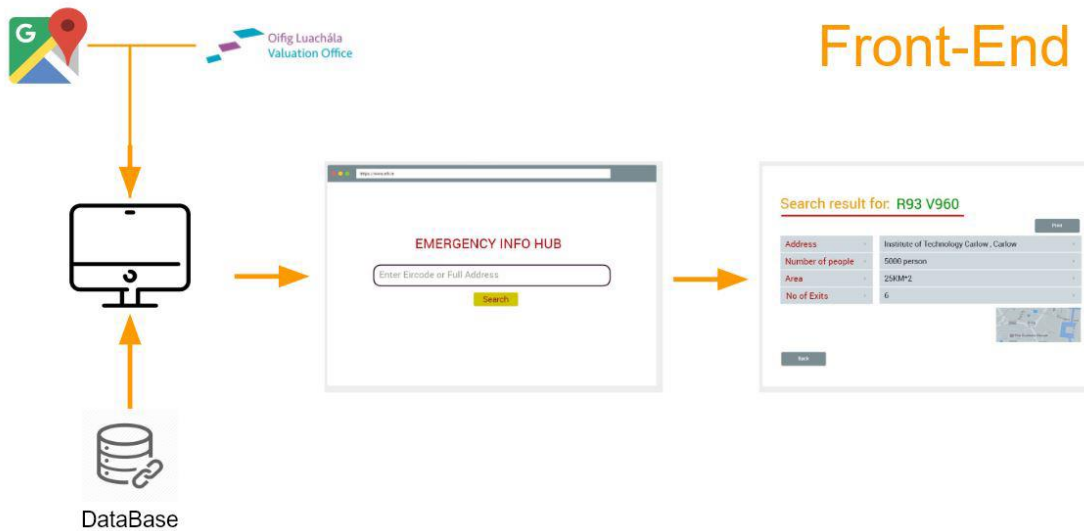 G
Oifig Luachála
Valuation Office
Front-End
EMERGENCY INFO HUB
Enter Eircode or Full Address
Search
Search result for: R93 V960
Print
Address Institute of Technology Carlow , Carlow
Number of people 5000 person
Area 25KM^2
No of Exits 6
Back
DataBase